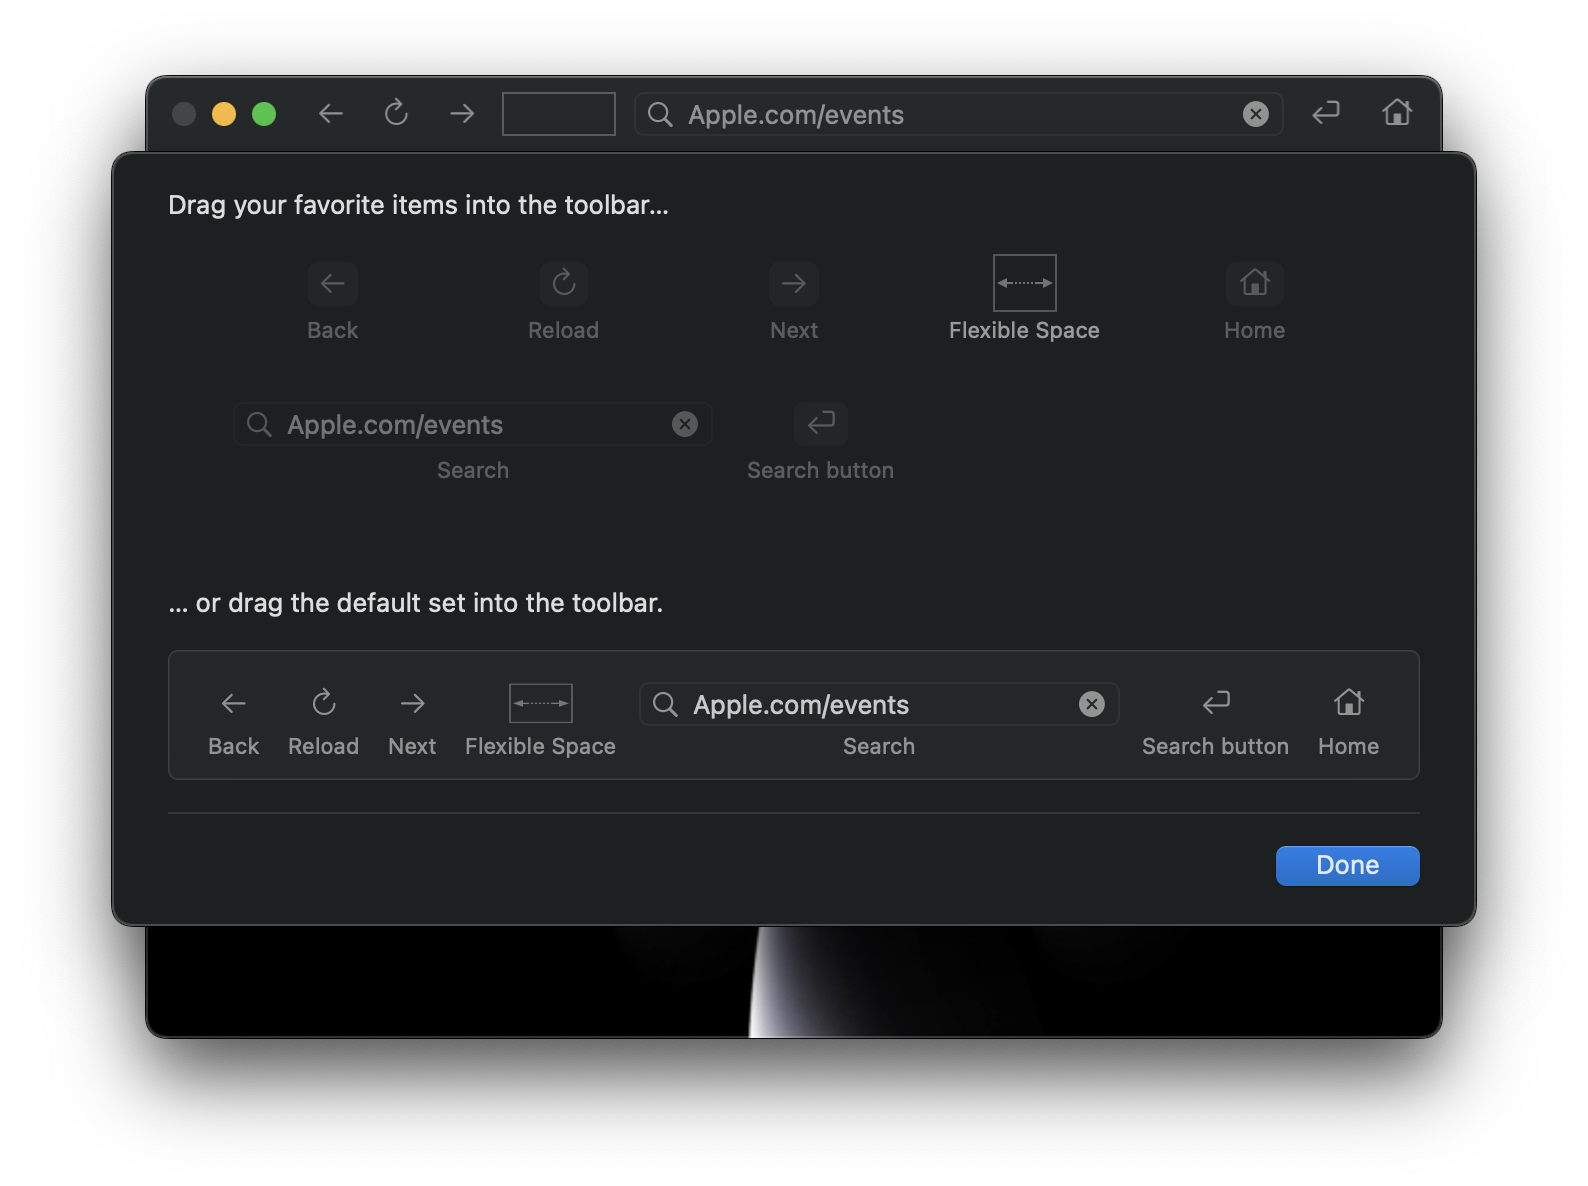 Apple.com/events
Drag your favorite items into the toolbar...
Back Reload Next Flexible Space Home
Apple.com/events
Search Search button
... or drag the default set into the toolbar.
Apple.com/events
Back Reload Next Flexible Space Search Search button Home
Done